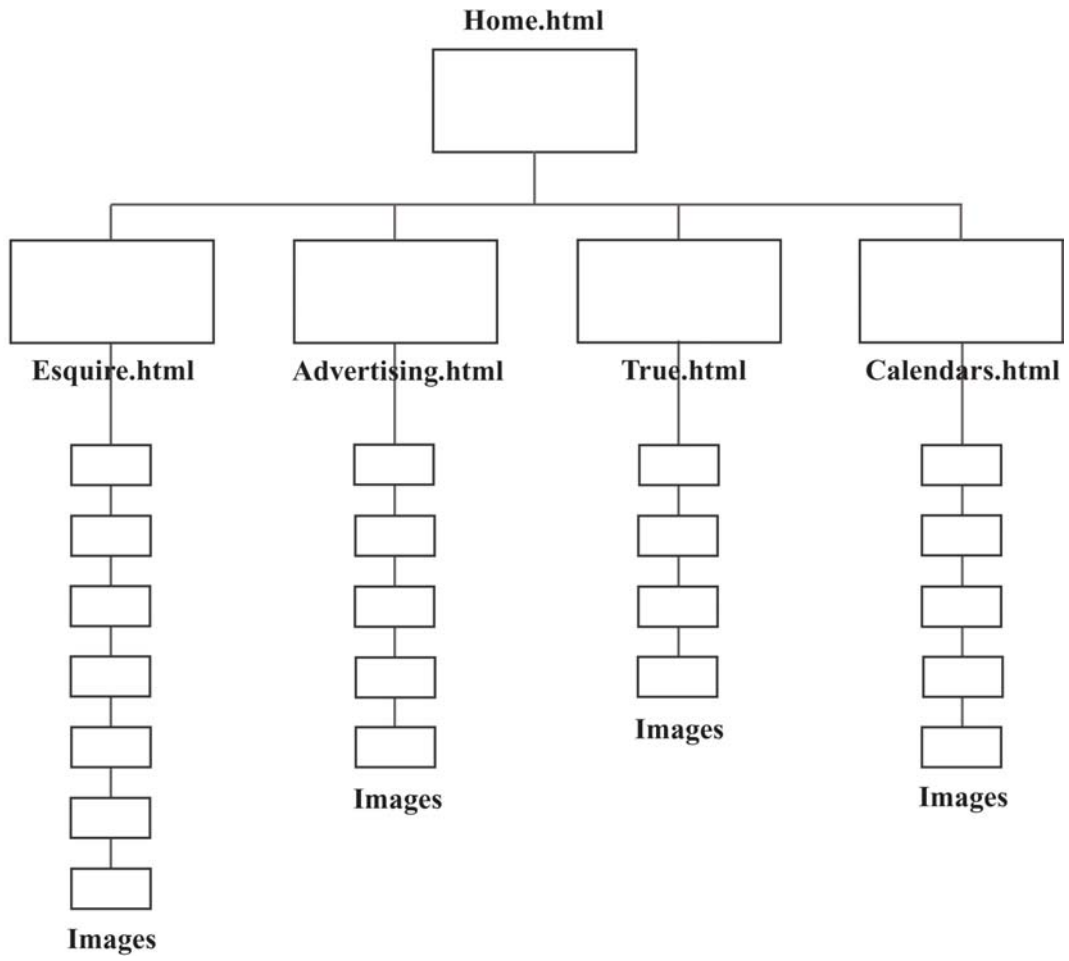 Home.html
Esquire.html
Advertising.html
True.html
Calendars.html
Images
Images
Images
Images